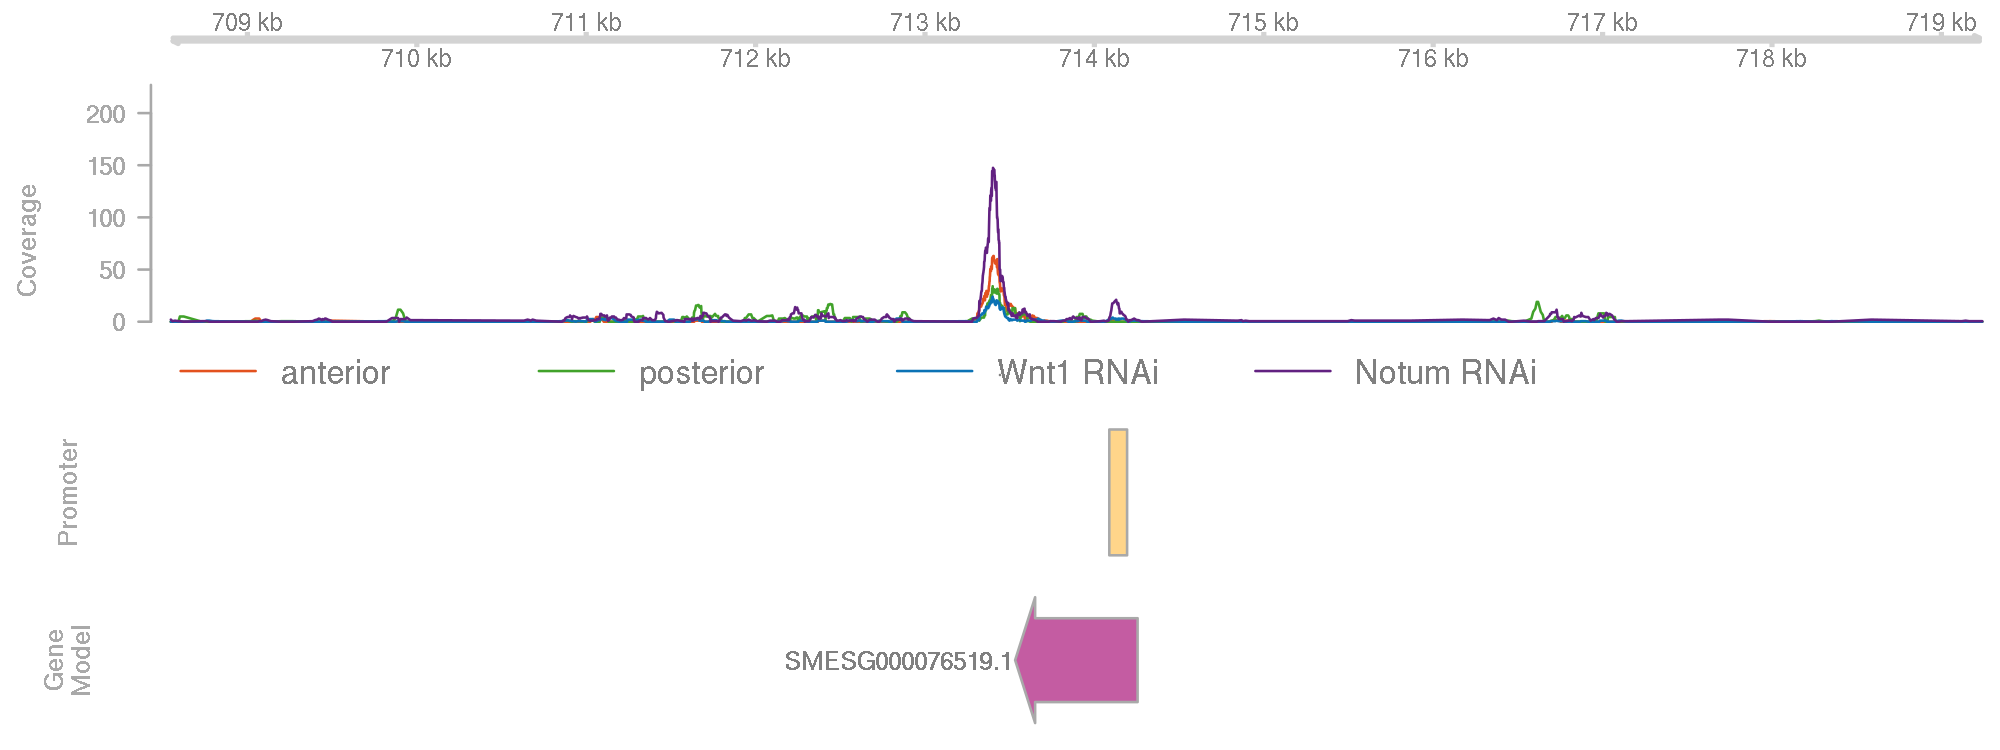 709 kb 711 kb 713 kb 715 kb 717 kb 719 kb
710 kb 712 kb 714 kb 716 kb 718 kb
Coverage
200
150
100
50
0
anterior posterior Wnt1 RNAi Notum RNAi
Promoter
Gene
Model
SMESG000076519.1